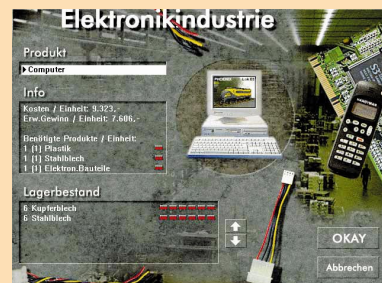 Elektronikindustrie
Produkt
Computer
Info
Kosten / Einheit: 9.323,-
Erw.Gewinn / Einheit: 7.606,-
Benötigte Produkte / Einheit:
1 (1) Plastik
1 (1) Stahlblech
1 (1) Elektron.Bauteile
Lagerbestand
6 Kupferblech
6 Stahlblech
OKAY
Abbrechen